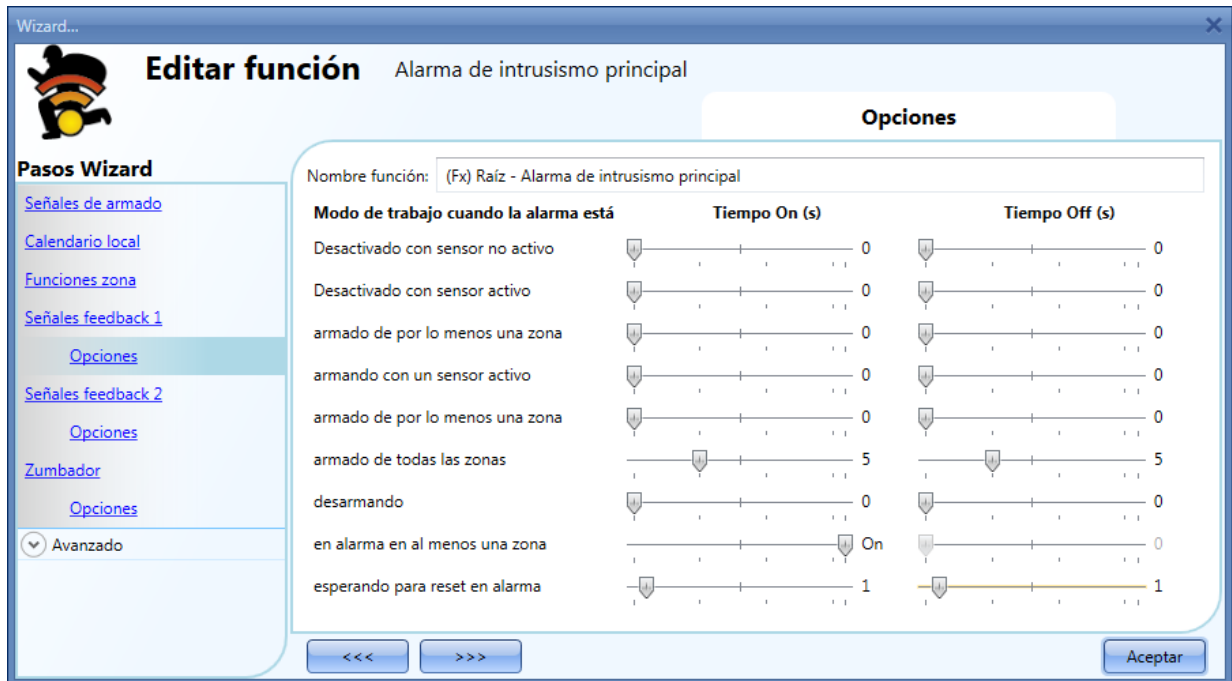 Wizard...
Editar función Alarma de intrusismo principal
Opciones
Pasos Wizard
Señales de armado
Calendario local
Funciones zona
Señales feedback 1
Opciones
Señales feedback 2
Opciones
Zumbador
Opciones
Avanzado
Nombre función: (Fx) Raíz - Alarma de intrusismo principal
Modo de trabajo cuando la alarma está Tiempo On (s) Tiempo Off (s)
Desactivado con sensor no activo 0 0
Desactivado con sensor activo 0 0
armado de por lo menos una zona 0 0
armando con un sensor activo 0 0
armado de por lo menos una zona 0 0
armado de todas las zonas 5 5
desarmando 0 0
en alarma en al menos una zona On 0
esperando para reset en alarma 1 1
<<< >>> Aceptar